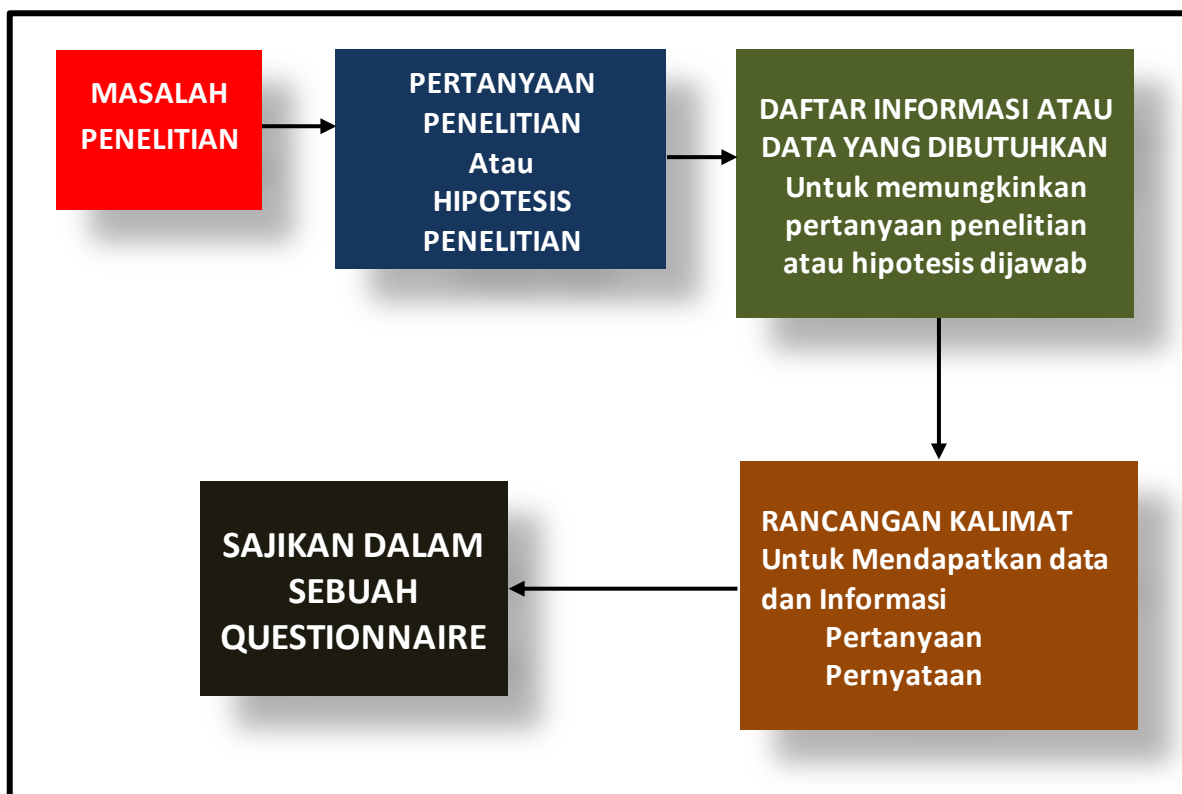 MASALAH
PENELITIAN
PERTANYAAN
PENELITIAN
Atau
HIPOTESIS
PENELITIAN
DAFTAR INFORMASI ATAU
DATA YANG DIBUTUHKAN
Untuk memungkinkan
pertanyaan penelitian
atau hipotesis dijawab
RANCANGAN KALIMAT
Untuk Mendapatkan data
dan Informasi
Pertanyaan
Pernyataan
SAJIKAN DALAM
SEBUAH
QUESTIONNAIRE